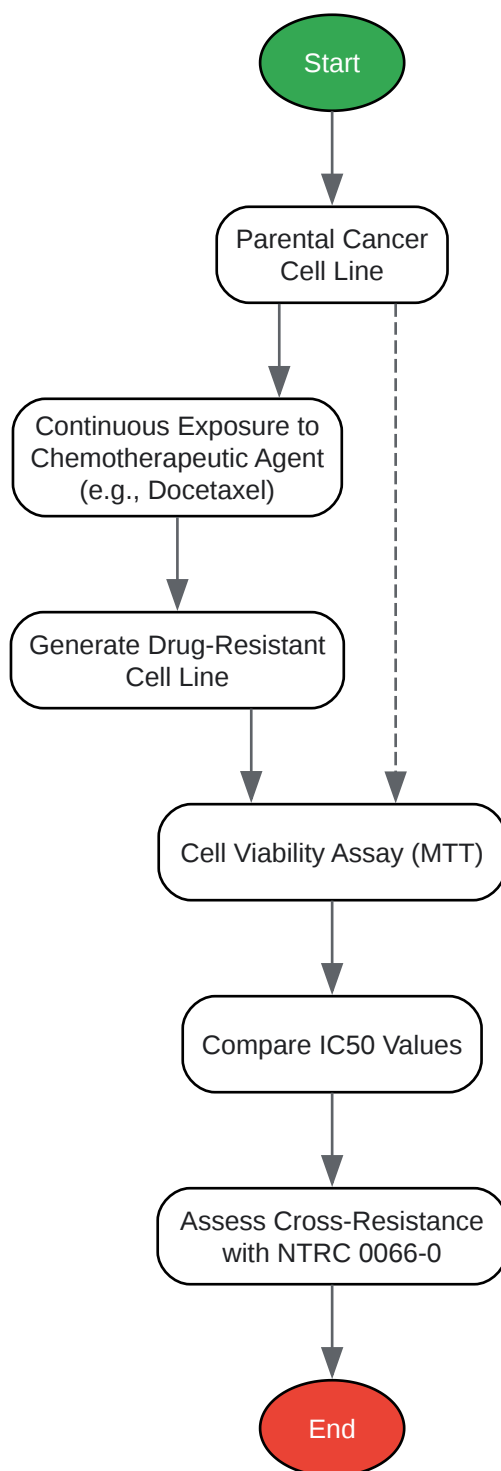 Start
Parental Cancer
Cell Line
Continuous Exposure to
Chemotherapeutic Agent
(e.g., Docetaxel)
Generate Drug-Resistant
Cell Line
Cell Viability Assay (MTT)
Compare IC50 Values
Assess Cross-Resistance
with NTRC 0066-0
End